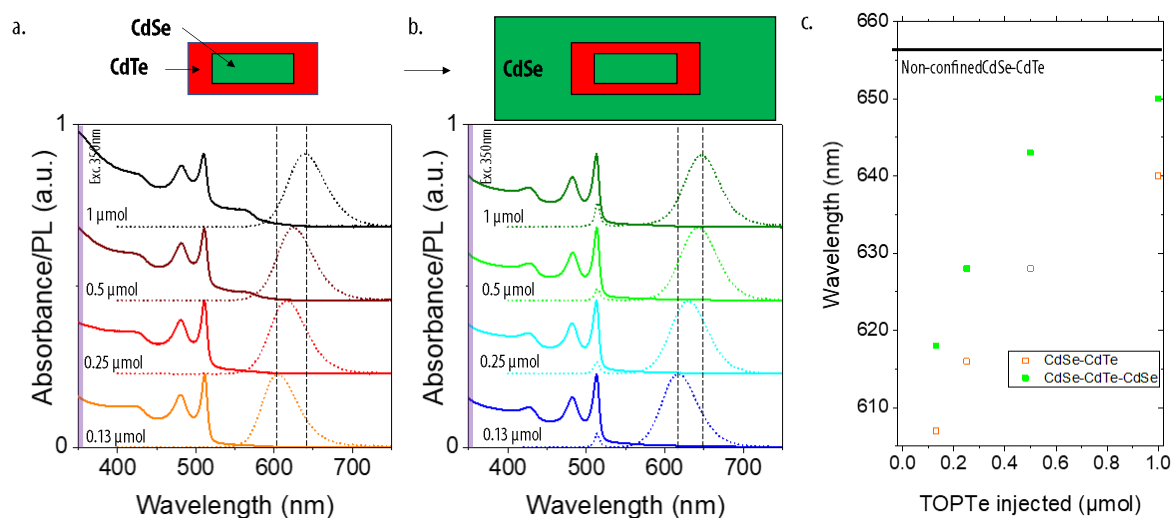 a.
CdSe
CdTe
1
Absorbance/PL (a.u.)
0
Exc.350nm
1 μmol
0.5 μmol
0.25 μmol
0.13 μmol
400 500 600 700
Wavelength (nm)
b.
CdSe
1
Absorbance/PL (a.u.)
0
Exc.350nm
1 μmol
0.5 μmol
0.25 μmol
0.13 μmol
400 500 600 700
Wavelength (nm)
c.
660
650
640
630
620
610
Wavelength (nm)
Non-confinedCdSe-CdTe
CdSe-CdTe
CdSe-CdTe-CdSe
0.0 0.2 0.4 0.6 0.8 1.0
TOPTe injected (μmol)